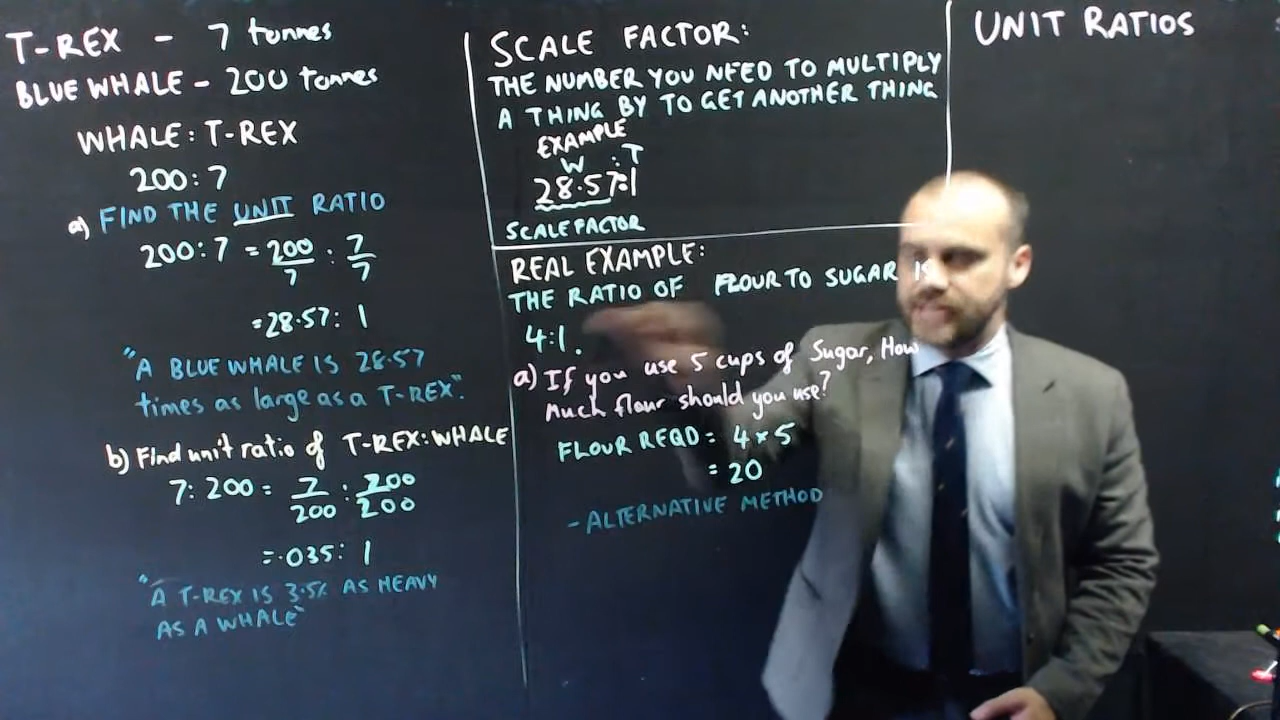 T-REX - 7 tonnes
BLUE WHALE - 200 tonnes
WHALE: T-REX
200:7
a) FIND THE UNIT RATIO
200:7 = 200/7 : 7/7
=28.57: 1
"A BLUE WHALE IS 28.57
times as large as a T-REX".
b) Find unit ratio of T-REX:WHALE
7: 200 = 7/200 : 200/200
=.035: 1
"A T-REX IS 3.5% AS HEAVY
AS A WHALE"
SCALE FACTOR:
THE NUMBER YOU NEED TO MULTIPLY
A THING BY TO GET ANOTHER THING
EXAMPLE
W :T
28.57:1
SCALE FACTOR
REAL EXAMPLE:
THE RATIO OF FLOUR TO SUGAR IS
4:1.
a) If you use 5 cups of Sugar, How
much flour should you use?
FLOUR REQD = 4 × 5
= 20
- ALTERNATIVE METHOD
UNIT RATIOS